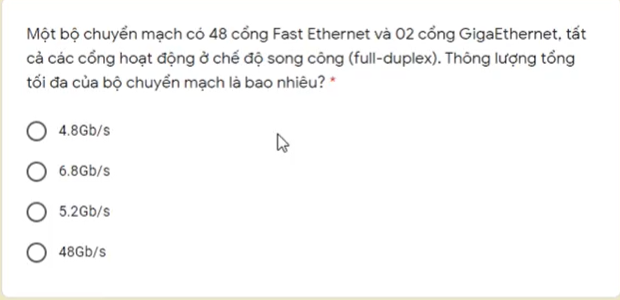 Một bộ chuyển mạch có 48 cổng Fast Ethernet và 02 cổng GigaEthernet, tất
cả các cổng hoạt động ở chế độ song công (full-duplex). Thông lượng tổng
tối đa của bộ chuyển mạch là bao nhiêu? *
4.8Gb/s
6.8Gb/s
5.2Gb/s
48Gb/s